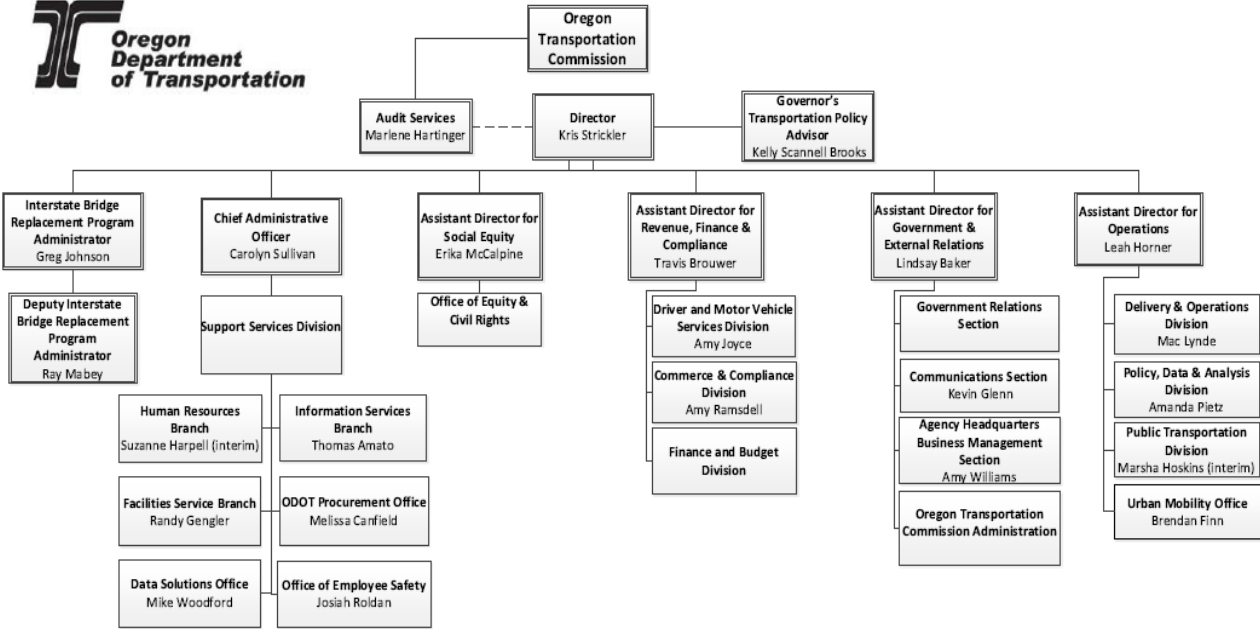 Oregon
Department
of Transportation
Oregon
Transportation
Commission
Audit Services
Marlene Hartinger
Director
Kris Strickler
Governor's
Transportation Policy
Advisor
Kelly Scannell Brooks
Interstate Bridge
Replacement Program
Administrator
Greg Johnson
Chief Administrative
Officer
Carolyn Sullivan
Assistant Director for
Social Equity
Erika McCalpine
Assistant Director for
Revenue, Finance &
Compliance
Travis Brouwer
Assistant Director for
Government &
External Relations
Lindsay Baker
Assistant Director for
Operations
Leah Horner
Deputy Interstate
Bridge Replacement
Program
Administrator
Ray Mabey
Support Services Division
Office of Equity &
Civil Rights
Driver and Motor Vehicle
Services Division
Amy Joyce
Commerce & Compliance
Division
Amy Ramsdell
Finance and Budget
Division
Government Relations
Section
Communications Section
Kevin Glenn
Agency Headquarters
Business Management
Section
Amy Williams
Oregon Transportation
Commission Administration
Delivery & Operations
Division
Mac Lynde
Policy, Data & Analysis
Division
Amanda Pietz
Public Transportation
Division
Marsha Hoskins (interim)
Urban Mobility Office
Brendan Finn
Human Resources
Branch
Suzanne Harpell (interim)
Information Services
Branch
Thomas Amato
Facilities Service Branch
Randy Gengler
ODOT Procurement Office
Melissa Canfield
Data Solutions Office
Mike Woodford
Office of Employee Safety
Josiah Roldan